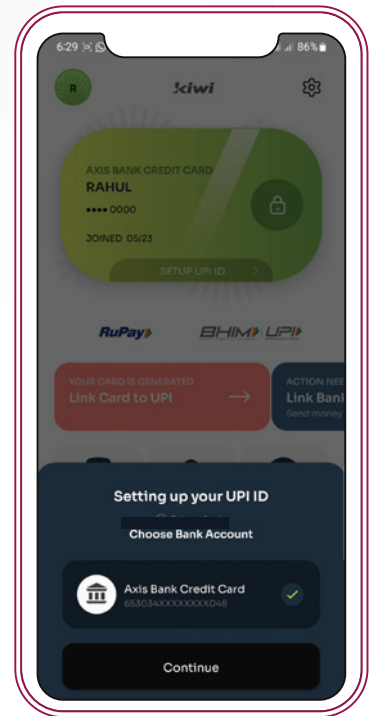 6:29
86%
R
kiwi
AXIS BANK CREDIT CARD
RAHUL
•••• 0000
JOINED 05/23
SETUP UPI ID >
RuPay
BHIM UPI
YOUR CARD IS GENERATED
Link Card to UPI
ACTION NEE
Link Bank
Send money
Setting up your UPI ID
Choose Bank Account
Axis Bank Credit Card
653034XXXXXXXX048
Continue